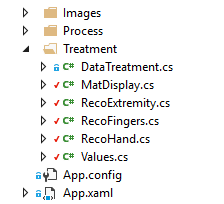 Images
Process
Treatment
C# DataTreatment.cs
C# MatDisplay.cs
C# RecoExtremity.cs
C# RecoFingers.cs
C# RecoHand.cs
C# Values.cs
App.config
App.xaml